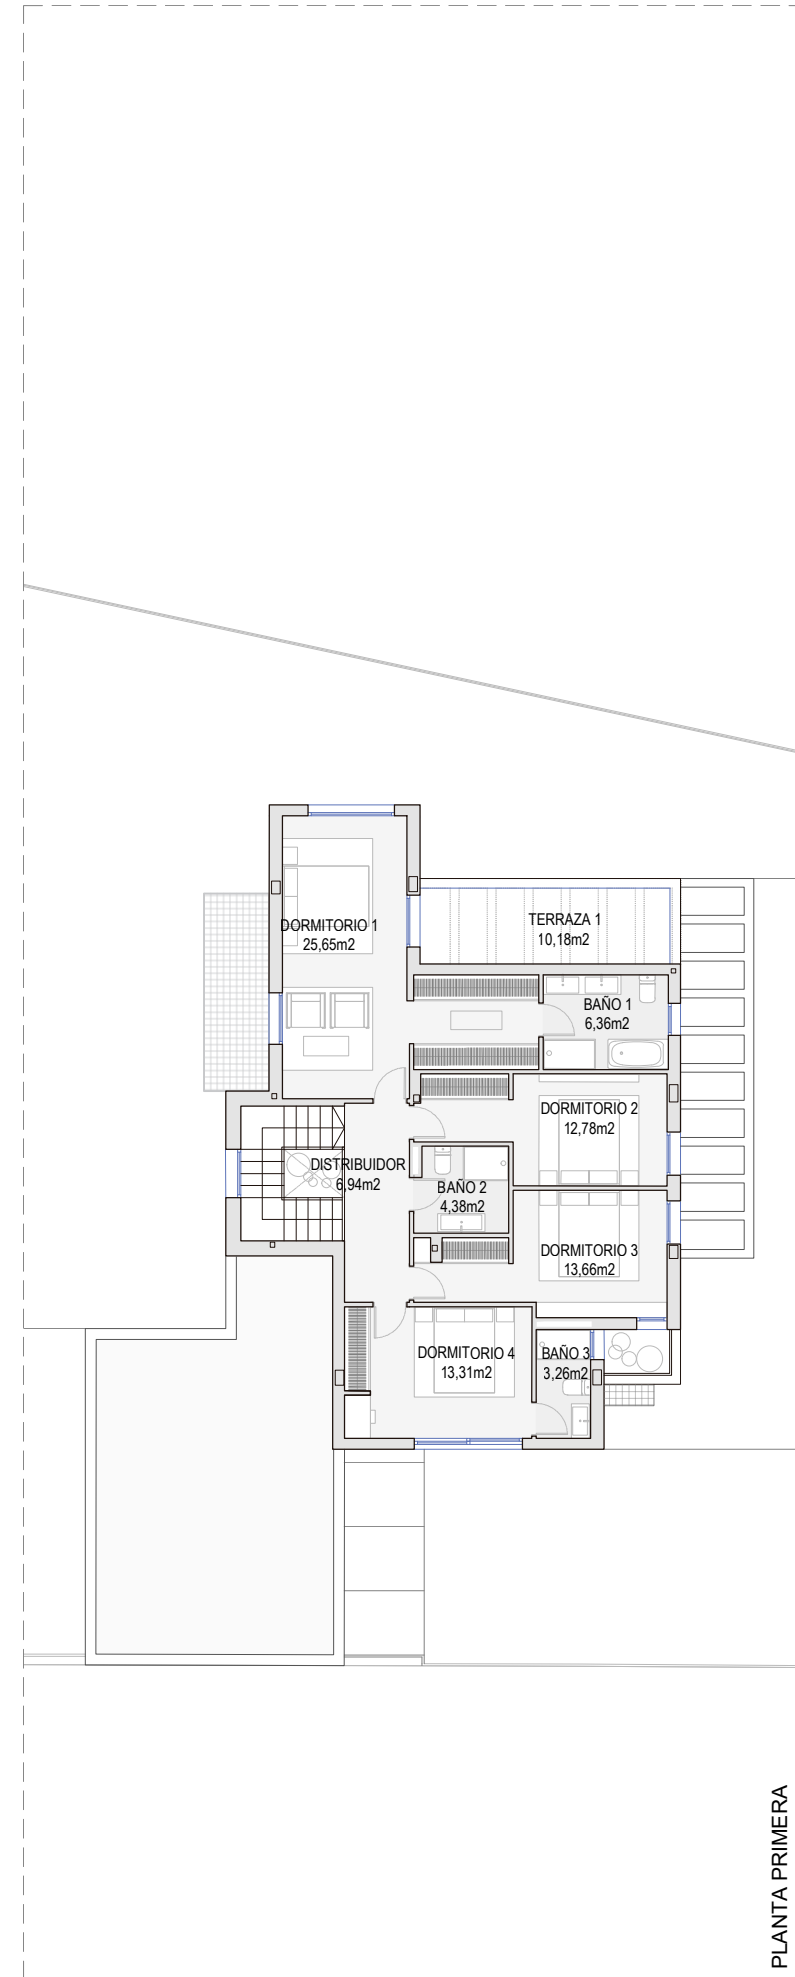 DORMITORIO 1
25,65m2
TERRAZA 1
10,18m2
BAÑO 1
6,36m2
DORMITORIO 2
12,78m2
DISTRIBUIDOR
6,94m2
BAÑO 2
4,38m2
DORMITORIO 3
13,66m2
DORMITORIO 4
13,31m2
BAÑO 3
3,26m2
PLANTA PRIMERA